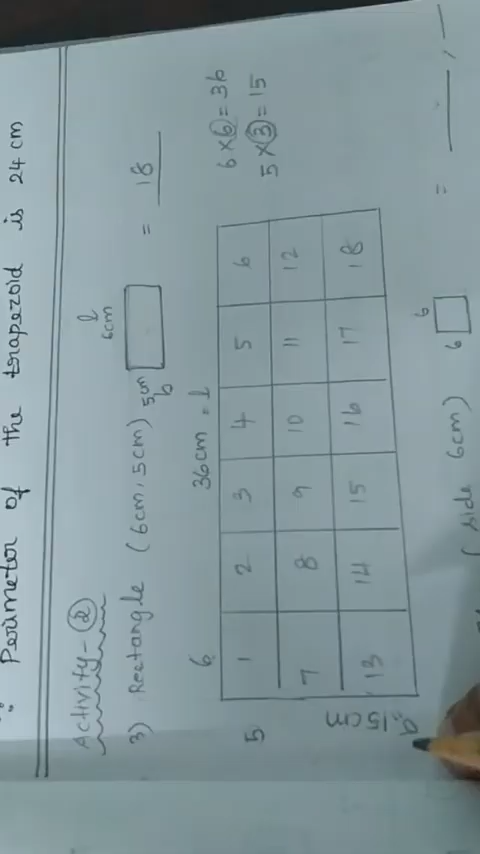 ∴ Perimeter of the trapezoid is 24 cm
Activity - 2
3) Rectangle (6cm, 5cm) = 18
l
6cm
5cm
b
36cm = l
6 × 6 = 36
5 × 3 = 15
6
5
15cm
1 2 3 4 5 6
7 8 9 10 11 12
13 14 15 16 17 18
(side 6cm) =
6
6